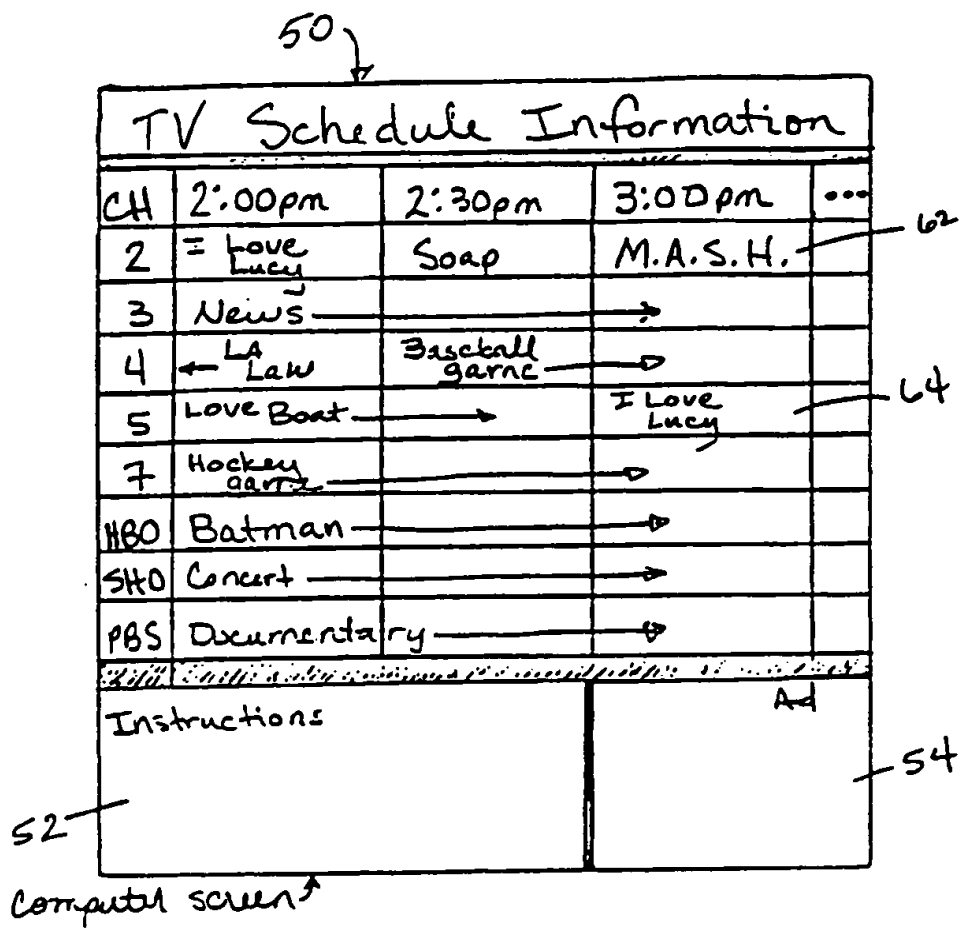 50
TV Schedule Information
CH 2:00pm 2:30pm 3:00pm ...
62
2 I Love Soap M.A.S.H.
Lucy
3 News
4 LA Baseball
Law game
64
5 Love Boat I Love
Lucy
7 Hockey
game
HBO Batman
SHO Concert
PBS Documentary
Instructions Ad
54
52
Computer screen